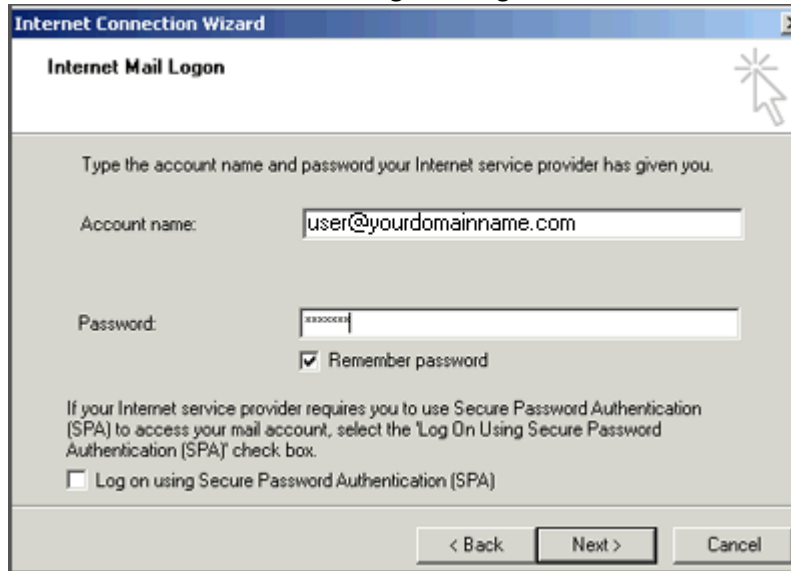 Internet Connection Wizard
Internet Mail Logon
Type the account name and password your Internet service provider has given you.
Account name:
user@yourdomainname.com
Password:
xxxxxxx
Remember password
If your Internet service provider requires you to use Secure Password Authentication
(SPA) to access your mail account, select the 'Log On Using Secure Password
Authentication (SPA)' check box.
Log on using Secure Password Authentication (SPA)
< Back
Next >
Cancel